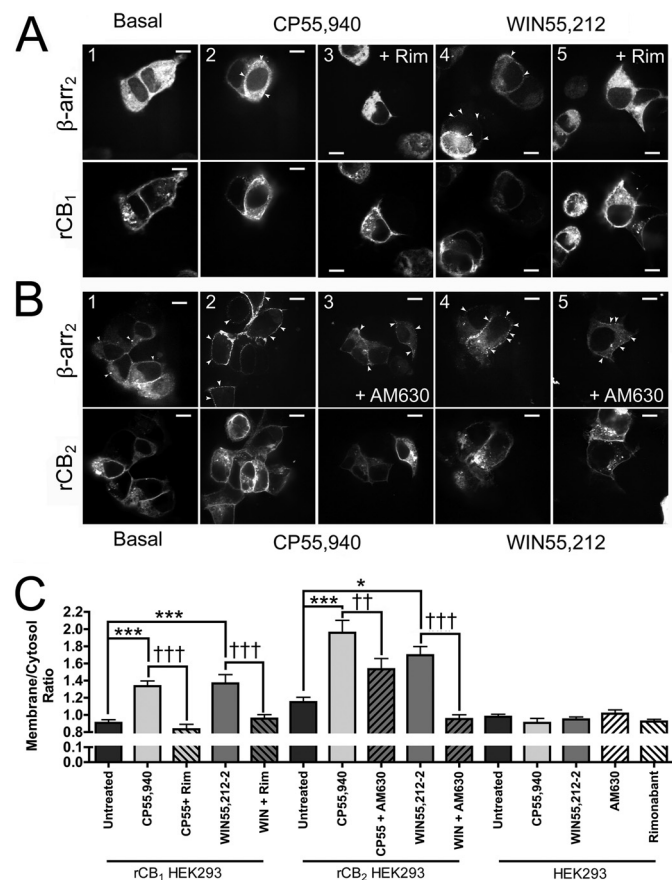 A
Basal CP55,940 WIN55,212
β-arr₂
1 2 3 + Rim 4 5 + Rim
rCB₁
B
β-arr₂
1 2 3 4 5
+ AM630 + AM630
rCB₂
Basal CP55,940 WIN55,212
C
Membrane/Cytosol
Ratio
2.2
2.0
1.8
1.6
1.4
1.2
1.0
0.8
0.1
0.0
*** *** ††† †††
*** * †† †††
Untreated
CP55,940
CP55+ Rim
WIN55,212-2
WIN + Rim
Untreated
CP55,940
CP55 + AM630
WIN55,212-2
WIN + AM630
Untreated
CP55,940
WIN55,212-2
AM630
Rimonabant
rCB₁ HEK293 rCB₂ HEK293 HEK293